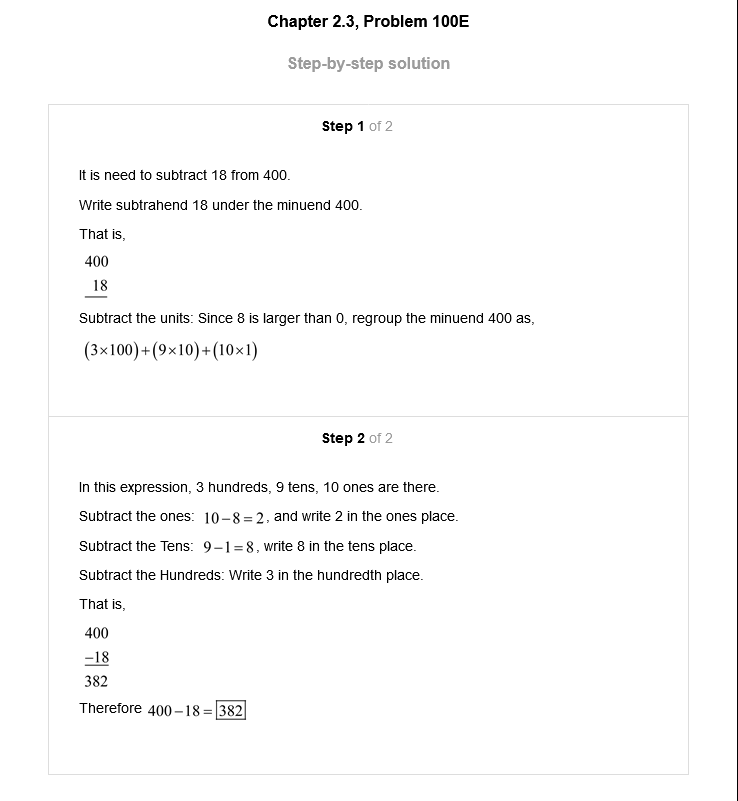 Chapter 2.3, Problem 100E
Step-by-step solution
Step 1 of 2
It is need to subtract 18 from 400.
Write subtrahend 18 under the minuend 400.
That is,
400
18
Subtract the units: Since 8 is larger than 0, regroup the minuend 400 as,
(3×100)+(9×10)+(10×1)
Step 2 of 2
In this expression, 3 hundreds, 9 tens, 10 ones are there.
Subtract the ones: 10−8=2, and write 2 in the ones place.
Subtract the Tens: 9−1=8, write 8 in the tens place.
Subtract the Hundreds: Write 3 in the hundredth place.
That is,
400
−18
382
Therefore 400−18=382